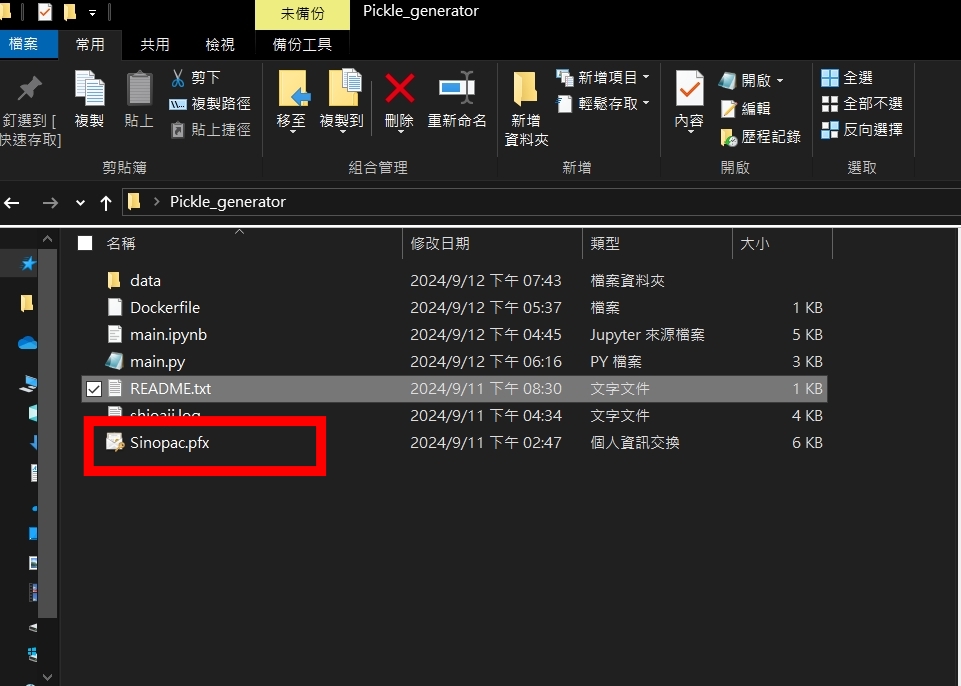 未備份
Pickle_generator
檔案
常用
共用
檢視
備份工具
釘選到 [
快速存取]
複製
貼上
剪下
複製路徑
貼上捷徑
剪貼簿
移至
複製到
刪除
重新命名
組合管理
新增
資料夾
新增項目
輕鬆存取
新增
內容
開啟
編輯
歷程記錄
開啟
全選
全部不選
反向選擇
選取
Pickle_generator
名稱 修改日期 類型 大小
data 2024/9/12 下午 07:43 檔案資料夾
Dockerfile 2024/9/12 下午 05:37 檔案 1 KB
main.ipynb 2024/9/12 下午 04:45 Jupyter 來源檔案 5 KB
main.py 2024/9/12 下午 06:16 PY 檔案 3 KB
README.txt 2024/9/11 下午 08:30 文字文件 1 KB
shioaji.log 2024/9/11 下午 04:34 文字文件 4 KB
Sinopac.pfx 2024/9/11 下午 02:47 個人資訊交換 6 KB